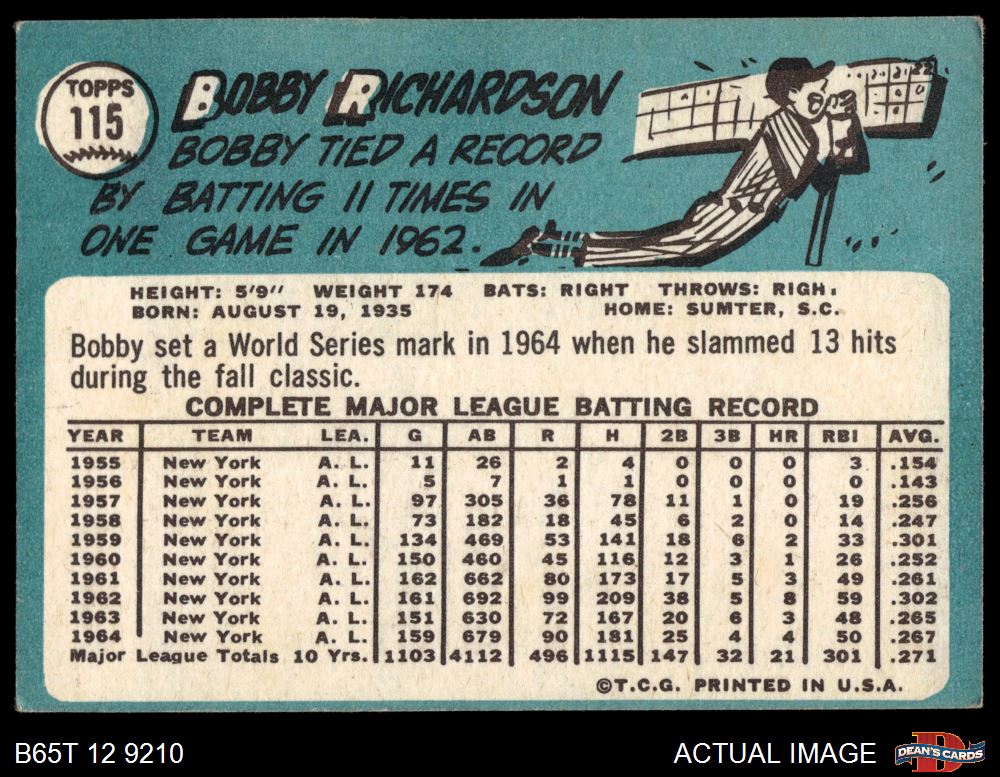 TOPPS
115
BOBBY RICHARDSON
BOBBY TIED A RECORD
BY BATTING 11 TIMES IN
ONE GAME IN 1962.
HEIGHT: 5'9" WEIGHT 174 BATS: RIGHT THROWS: RIGH.
BORN: AUGUST 19, 1935 HOME: SUMTER, S.C.
Bobby set a World Series mark in 1964 when he slammed 13 hits
during the fall classic.
COMPLETE MAJOR LEAGUE BATTING RECORD
YEAR TEAM LEA. G AB R H 2B 3B HR RBI AVG.
1955 New York A. L. 11 26 2 4 0 0 0 3 .154
1956 New York A. L. 5 7 1 1 0 0 0 0 .143
1957 New York A. L. 97 305 36 78 11 1 0 19 .256
1958 New York A. L. 73 182 18 45 6 2 0 14 .247
1959 New York A. L. 134 469 53 141 18 6 2 33 .301
1960 New York A. L. 150 460 45 116 12 3 1 26 .252
1961 New York A. L. 162 662 80 173 17 5 3 49 .261
1962 New York A. L. 161 692 99 209 38 5 8 59 .302
1963 New York A. L. 151 630 72 167 20 6 3 48 .265
1964 New York A. L. 159 679 90 181 25 4 4 50 .267
Major League Totals 10 Yrs. 1103 4112 496 1115 147 32 21 301 .271
©T.C.G. PRINTED IN U.S.A.
B65T 12 9210
ACTUAL IMAGE
DEAN'S CARDS